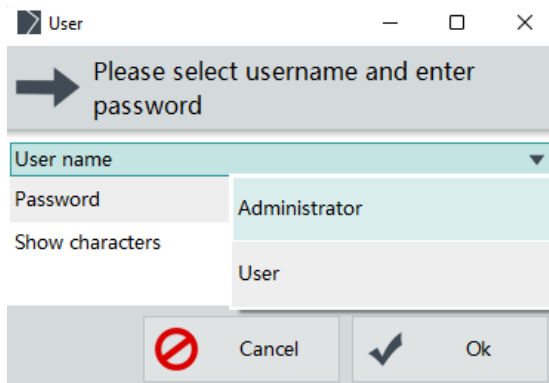 User
Please select username and enter
password
User name
Password
Administrator
Show characters
User
Cancel
Ok